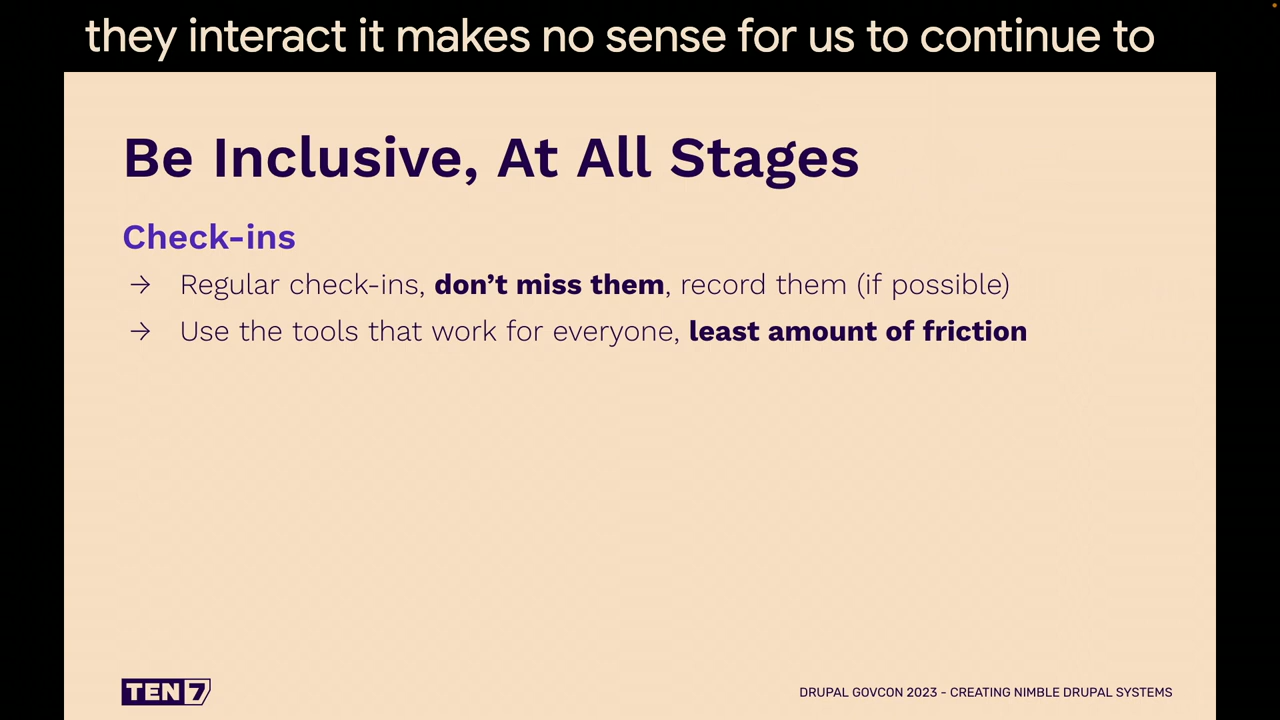 they interact it makes no sense for us to continue to
Be Inclusive, At All Stages
Check-ins
→ Regular check-ins, don’t miss them, record them (if possible)
→ Use the tools that work for everyone, least amount of friction
TEN7
DRUPAL GOVCON 2023 - CREATING NIMBLE DRUPAL SYSTEMS